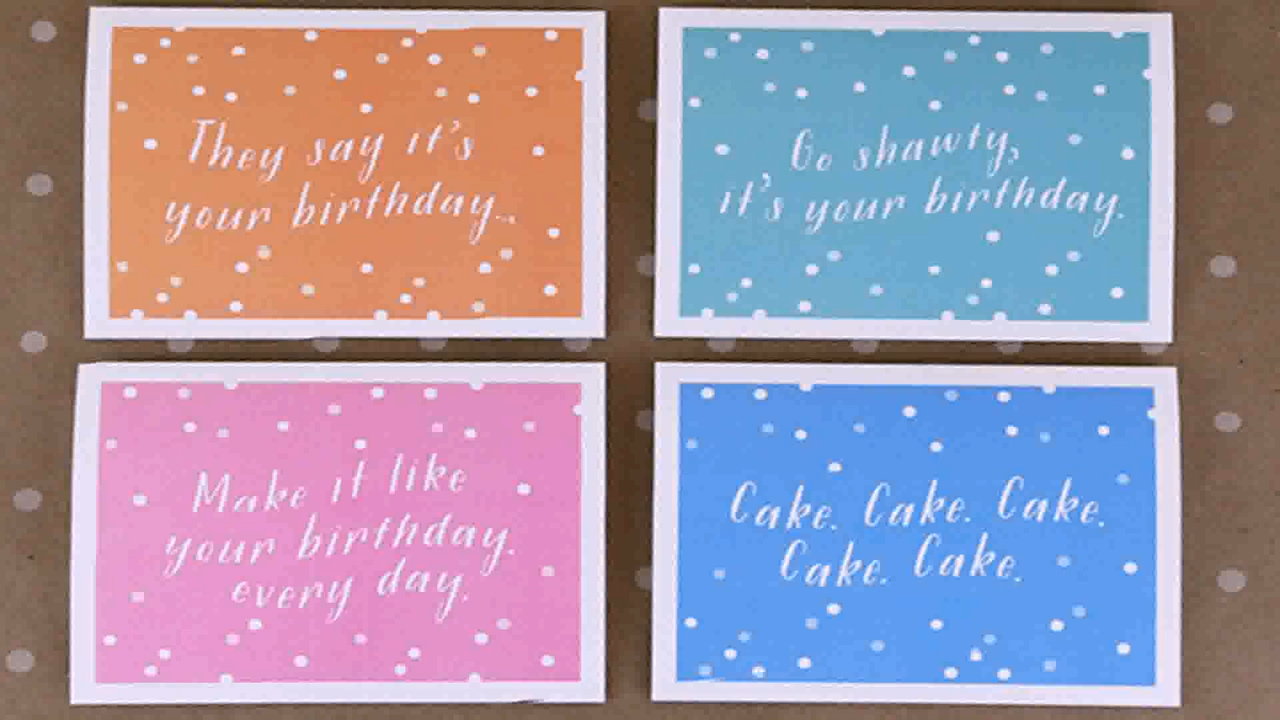 They say it's
your birthday...
Go shawty,
it's your birthday.
Make it like
your birthday.
every day.
Cake. Cake. Cake.
Cake. Cake.